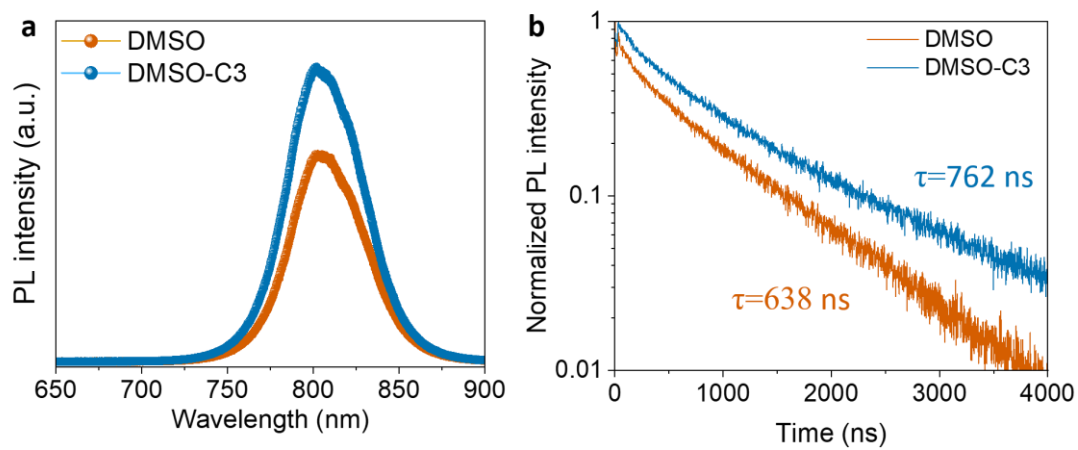 a
DMSO
DMSO-C3
PL intensity (a.u.)
650 700 750 800 850 900
Wavelength (nm)
b
DMSO
DMSO-C3
Normalized PL intensity
1
0.1
0.01
τ=762 ns
τ=638 ns
0 1000 2000 3000 4000
Time (ns)